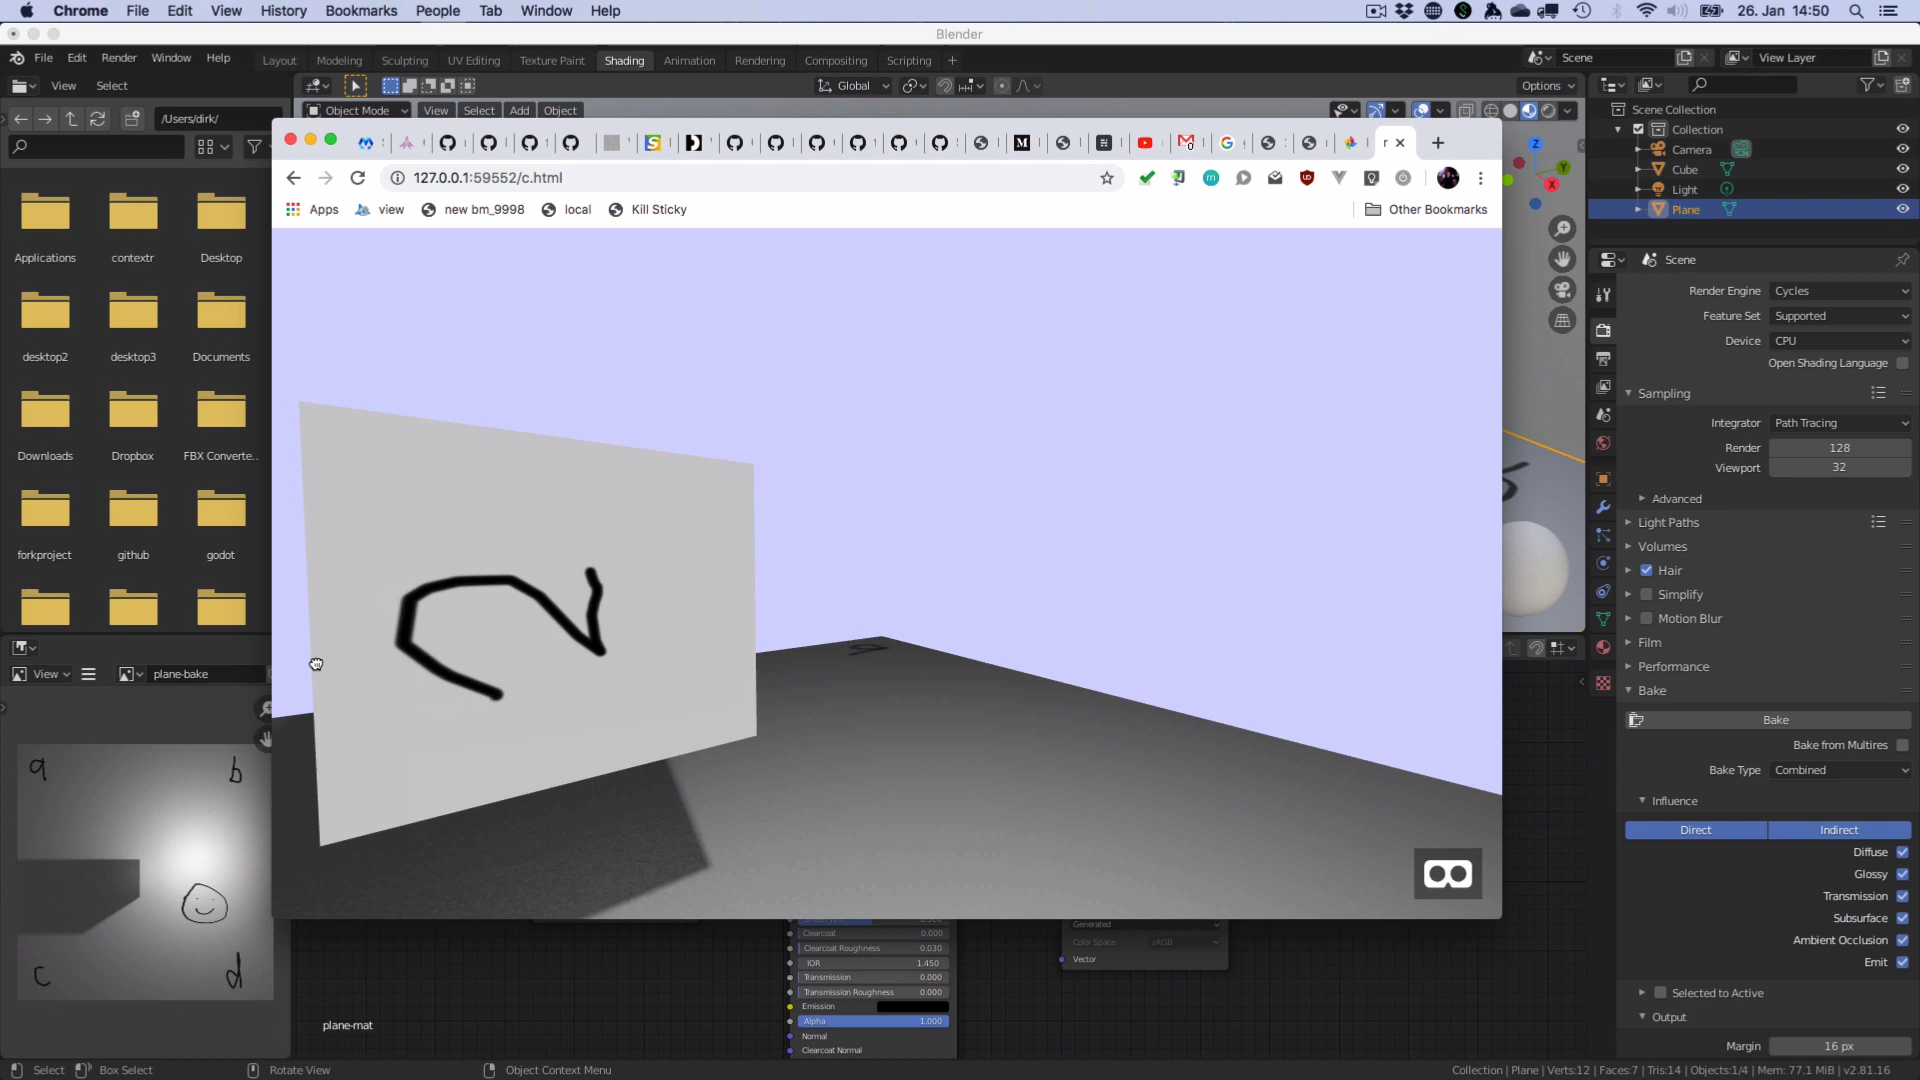 Chrome File Edit View History Bookmarks People Tab Window Help 26. Jan 14:50
Blender
File Edit Render Window Help Layout Modeling Sculpting UV Editing Texture Paint Shading Animation Rendering Compositing Scripting + Scene View Layer
View Select Global Options
Object Mode View Select Add Object
/Users/dirk/
127.0.0.1:59552/c.html
Apps view new bm_9998 local Kill Sticky Other Bookmarks
Applications contextr Desktop
desktop2 desktop3 Documents
Downloads Dropbox FBX Converte..
forkproject github godot
View plane-bake
a b
c d
plane-mat
Clearcoat 0.000
Clearcoat Roughness 0.030
IOR 1.450
Transmission 0.000
Transmission Roughness 0.000
Emission
Alpha 1.000
Normal
Clearcoat Normal
Generated
Color Space sRGB
Vector
Z
Y
X
Scene Collection
Collection
Camera
Cube
Light
Plane
Scene
Render Engine Cycles
Feature Set Supported
Device CPU
Open Shading Language
Sampling
Integrator Path Tracing
Render 128
Viewport 32
Advanced
Light Paths
Volumes
Hair
Simplify
Motion Blur
Film
Performance
Bake
Bake
Bake from Multires
Bake Type Combined
Influence
Direct Indirect
Diffuse
Glossy
Transmission
Subsurface
Ambient Occlusion
Emit
Selected to Active
Output
Margin 16 px
Select Box Select Rotate View Object Context Menu Collection | Plane | Verts:12 | Faces:7 | Tris:14 | Objects:1/4 | Mem: 77.1 MiB | v2.81.16